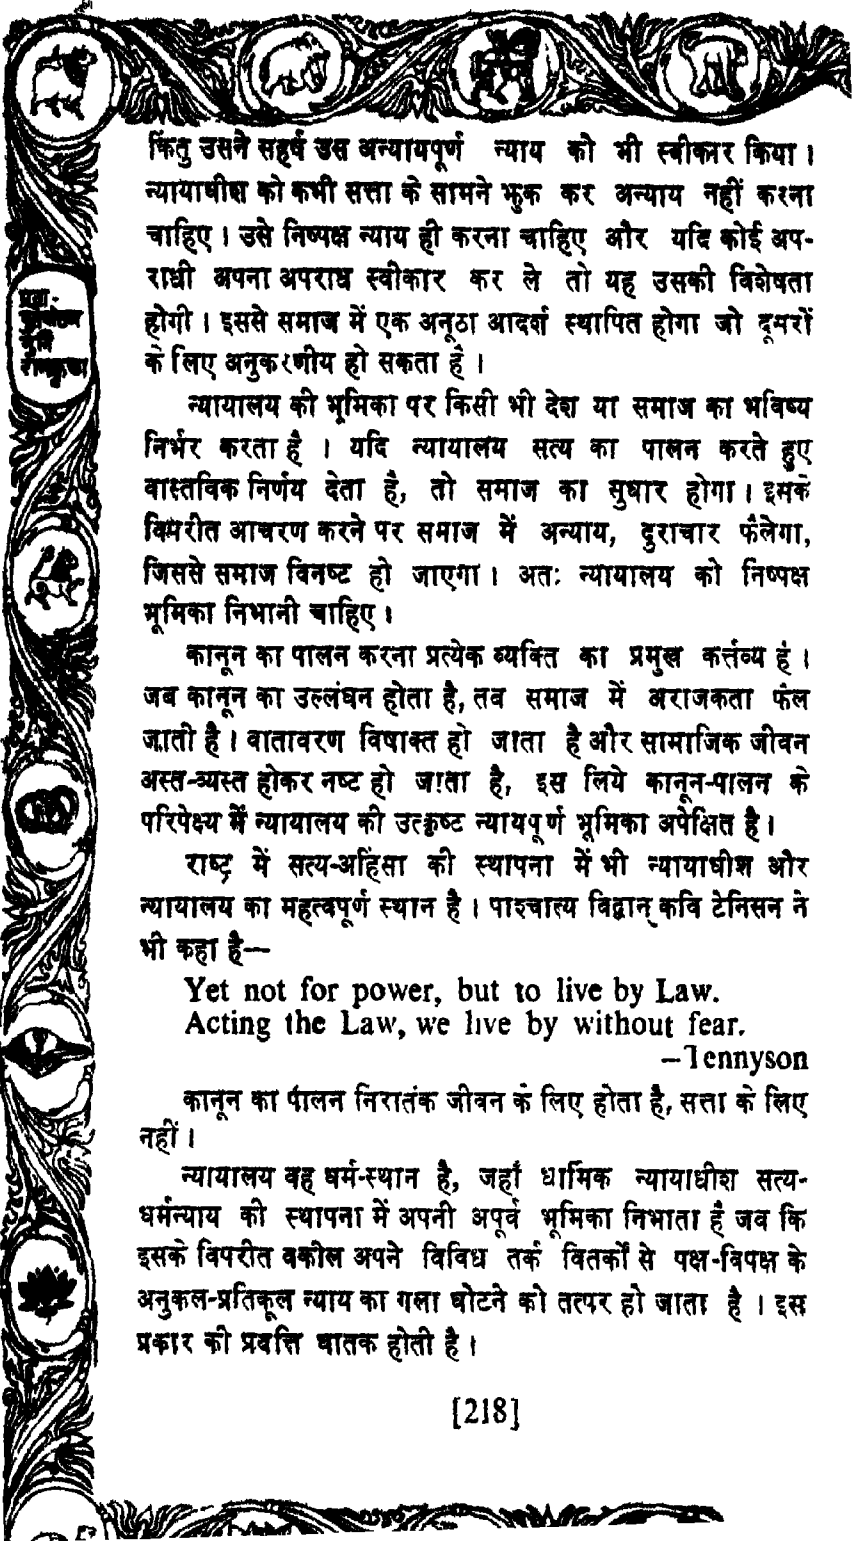 किंतु उसने सहर्ष उस अन्यायपूर्ण न्याय को भी स्वीकार किया ।
न्यायाधीश को कभी सत्ता के सामने झुक कर अन्याय नहीं करना
चाहिए । उसे निष्पक्ष न्याय ही करना चाहिए और यदि कोई अप-
राधी अपना अपराध स्वीकार कर ले तो यह उसकी विशेषता
होगी । इससे समाज में एक अनूठा आदर्श स्थापित होगा जो दूसरों
के लिए अनुकरणीय हो सकता है ।
न्यायालय की भूमिका पर किसी भी देश या समाज का भविष्य
निर्भर करता है । यदि न्यायालय सत्य का पालन करते हुए
वास्तविक निर्णय देता है, तो समाज का सुधार होगा । इसके
विपरीत आचरण करने पर समाज में अन्याय, दुराचार फैलेगा,
जिससे समाज विनष्ट हो जाएगा । अतः न्यायालय को निष्पक्ष
भूमिका निभानी चाहिए ।
कानून का पालन करना प्रत्येक व्यक्ति का प्रमुख कर्त्तव्य है ।
जब कानून का उल्लंघन होता है, तब समाज में अराजकता फैल
जाती है । वातावरण विषाक्त हो जाता है और सामाजिक जीवन
अस्त-व्यस्त होकर नष्ट हो जाता है, इस लिये कानून-पालन के
परिपेक्ष्य में न्यायालय की उत्कृष्ट न्यायपूर्ण भूमिका अपेक्षित है ।
राष्ट्र में सत्य-अहिंसा की स्थापना में भी न्यायाधीश और
न्यायालय का महत्वपूर्ण स्थान है । पाश्चात्य विद्वान् कवि टेनिसन ने
भी कहा है—
Yet not for power, but to live by Law.
Acting the Law, we live by without fear.
—Tennyson
कानून का पालन निरातंक जीवन के लिए होता है, सत्ता के लिए
नहीं ।
न्यायालय वह धर्म-स्थान है, जहाँ धार्मिक न्यायाधीश सत्य-
धर्मन्याय की स्थापना में अपनी अपूर्व भूमिका निभाता है जब कि
इसके विपरीत वकील अपने विविध तर्क वितर्कों से पक्ष-विपक्ष के
अनुकल-प्रतिकूल न्याय का गला घोटने को तत्पर हो जाता है । इस
प्रकार की प्रवत्ति घातक होती है ।
[218]